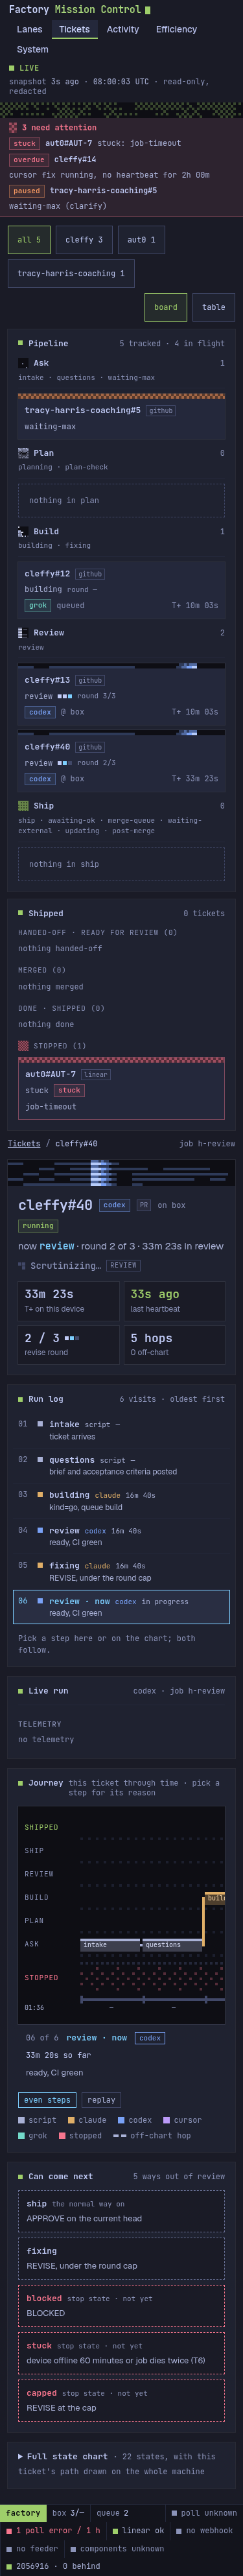 Factory Mission Control
Lanes Tickets Activity Efficiency
System
LIVE
snapshot 3s ago · 08:00:03 UTC · read-only,
redacted
3 need attention
stuck aut0#AUT-7 stuck: job-timeout
overdue cleffy#14
cursor fix running, no heartbeat for 2h 00m
paused tracy-harris-coaching#5
waiting-max (clarify)
all 5 cleffy 3 aut0 1
tracy-harris-coaching 1
board table
Pipeline 5 tracked · 4 in flight
Ask 1
intake · questions · waiting-max
tracy-harris-coaching#5 github
waiting-max
Plan 0
planning · plan-check
nothing in plan
Build 1
building · fixing
cleffy#12 github
building round —
grok queued T+ 10m 03s
Review 2
review
cleffy#13 github
review round 3/3
codex @ box T+ 10m 03s
cleffy#40 github
review round 2/3
codex @ box T+ 33m 23s
Ship 0
ship · awaiting-ok · merge-queue · waiting-
external · updating · post-merge
nothing in ship
Shipped 0 tickets
HANDED-OFF · READY FOR REVIEW (0)
nothing handed-off
MERGED (0)
nothing merged
DONE · SHIPPED (0)
nothing done
STOPPED (1)
aut0#AUT-7 linear
stuck stuck
job-timeout
Tickets / cleffy#40 job h-review
cleffy#40 codex PR on box
running
now review · round 2 of 3 · 33m 23s in review
Scrutinizing… REVIEW
33m 23s
T+ on this device
33s ago
last heartbeat
2 / 3
revise round
5 hops
0 off-chart
Run log 6 visits · oldest first
01 intake script —
ticket arrives
02 questions script —
brief and acceptance criteria posted
03 building claude 16m 40s
kind=go, queue build
04 review codex 16m 40s
ready, CI green
05 fixing claude 16m 40s
REVISE, under the round cap
06 review · now codex in progress
ready, CI green
Pick a step here or on the chart; both
follow.
Live run codex · job h-review
TELEMETRY
no telemetry
Journey this ticket through time · pick a
step for its reason
SHIPPED
SHIP
REVIEW
BUILD buil
PLAN
ASK intake questions
STOPPED
01:36 — —
06 of 6 review · now codex
33m 20s so far
ready, CI green
even steps replay
script claude codex cursor
grok stopped off-chart hop
Can come next 5 ways out of review
ship the normal way on
APPROVE on the current head
fixing
REVISE, under the round cap
blocked stop state · not yet
BLOCKED
stuck stop state · not yet
device offline 60 minutes or job dies twice (T6)
capped stop state · not yet
REVISE at the cap
Full state chart · 22 states, with this
ticket's path drawn on the whole machine
factory box 3/— queue 2 poll unknown
1 poll error / 1 h linear ok no webhook
no feeder components unknown
2056916 · 0 behind